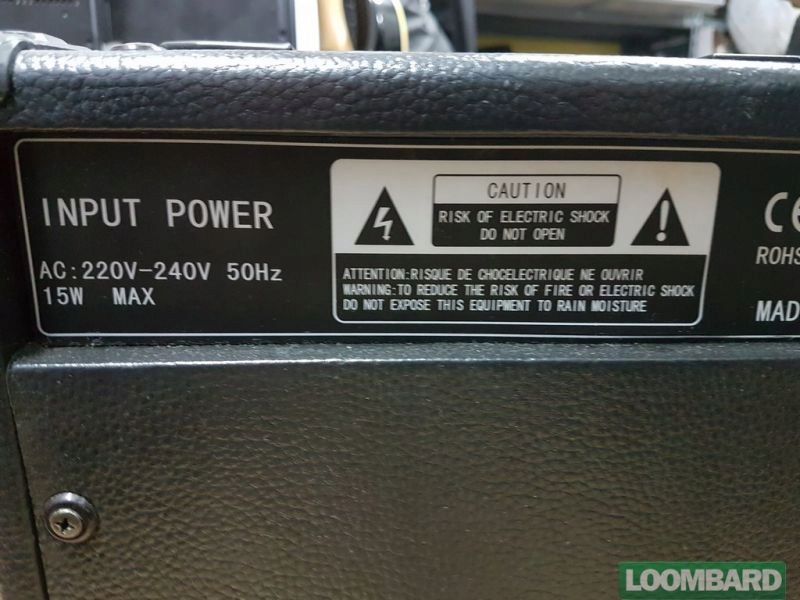 INPUT POWER
AC:220V-240V 50Hz
15W MAX
CAUTION
RISK OF ELECTRIC SHOCK
DO NOT OPEN
ATTENTION:RISQUE DE CHOCELECTRIQUE NE OUVRIR
WARNING:TO REDUCE THE RISK OF FIRE OR ELECTRIC SHOCK
DO NOT EXPOSE THIS EQUIPMENT TO RAIN MOISTURE
CE
ROHS
MAD
LOOMBARD